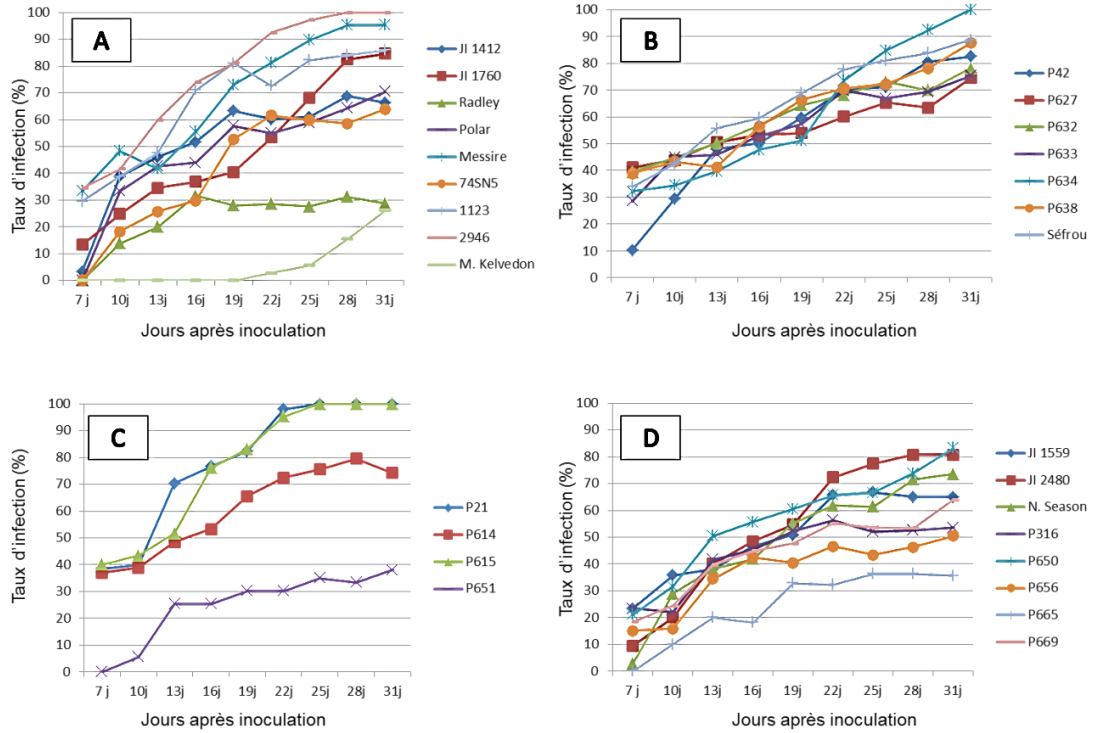 A
Taux d'infection (%)
100
90
80
70
60
50
40
30
20
10
0
7 j 10j 13j 16j 19j 22j 25j 28j 31j
Jours après inoculation
JI 1412
JI 1760
Radley
Polar
Messire
74SN5
1123
2946
M. Kelvedon
B
Taux d'infection (%)
100
90
80
70
60
50
40
30
20
10
0
7 j 10j 13j 16j 19j 22j 25j 28j 31j
Jours après inoculation
P42
P627
P632
P633
P634
P638
Séfrou
C
Taux d'infection (%)
100
90
80
70
60
50
40
30
20
10
0
7 j 10j 13j 16j 19j 22j 25j 28j 31j
Jours après inoculation
P21
P614
P615
P651
D
Taux d'infection (%)
100
90
80
70
60
50
40
30
20
10
0
7 j 10j 13j 16j 19j 22j 25j 28j 31j
Jours après inoculation
JI 1559
JI 2480
N. Season
P316
P650
P656
P665
P669